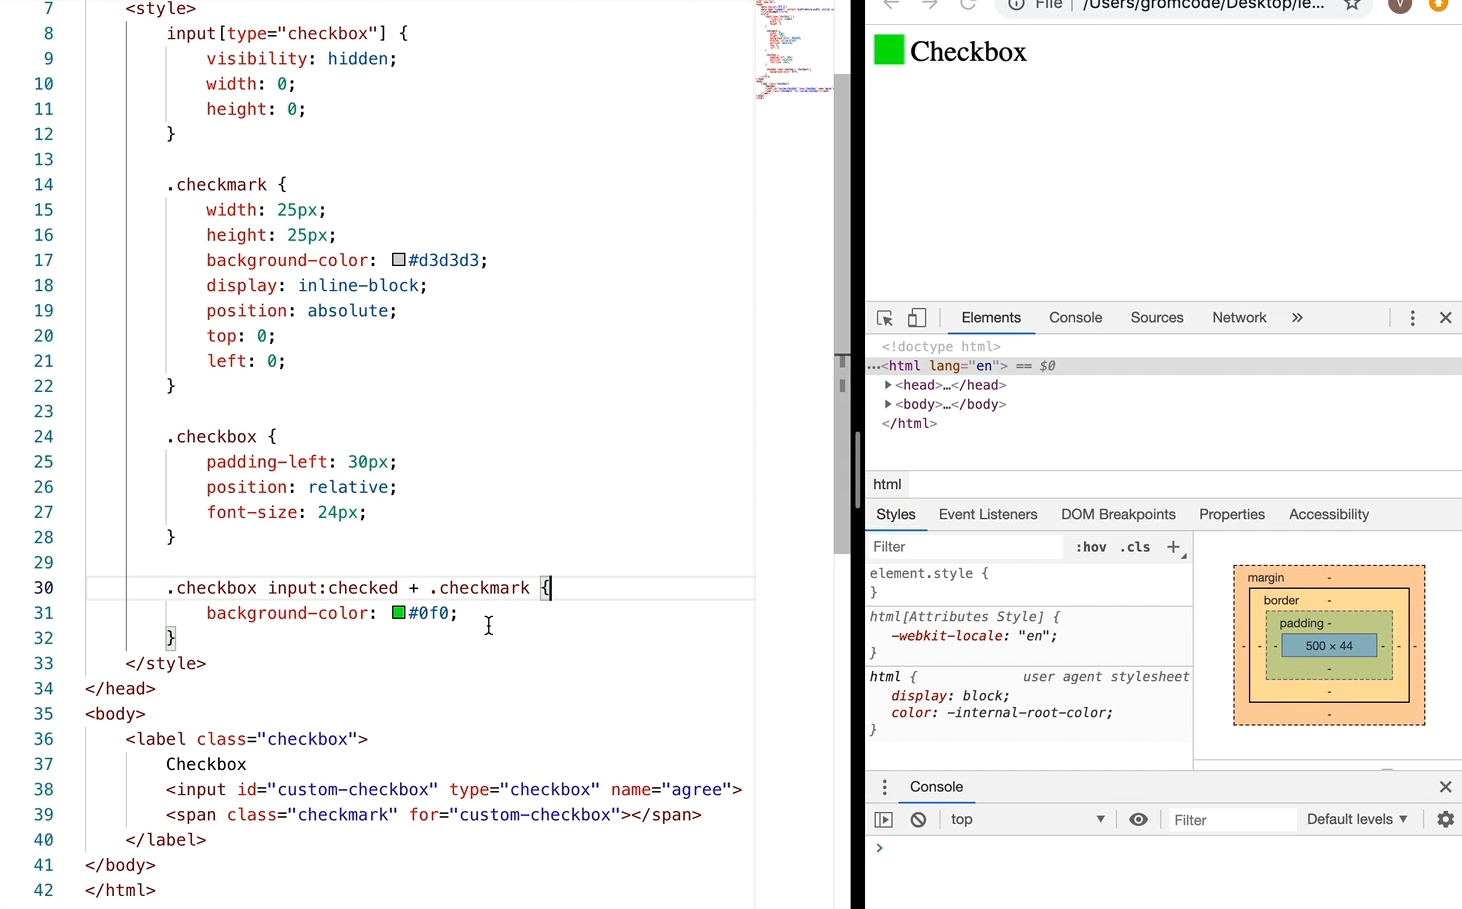 7 <style>
8 input[type="checkbox"] {
9 visibility: hidden;
10 width: 0;
11 height: 0;
12 }
13
14 .checkmark {
15 width: 25px;
16 height: 25px;
17 background-color: #d3d3d3;
18 display: inline-block;
19 position: absolute;
20 top: 0;
21 left: 0;
22 }
23
24 .checkbox {
25 padding-left: 30px;
26 position: relative;
27 font-size: 24px;
28 }
29
30 .checkbox input:checked + .checkmark {
31 background-color: #0f0;
32 }
33 </style>
34 </head>
35 <body>
36 <label class="checkbox">
37 Checkbox
38 <input id="custom-checkbox" type="checkbox" name="agree">
39 <span class="checkmark" for="custom-checkbox"></span>
40 </label>
41 </body>
42 </html>
File | /Users/gromcode/Desktop/le...
Checkbox
Elements Console Sources Network »
<!doctype html>
...<html lang="en"> == $0
<head>…</head>
<body>…</body>
</html>
html
Styles Event Listeners DOM Breakpoints Properties Accessibility
Filter :hov .cls +
element.style {
}
html[Attributes Style] {
-webkit-locale: "en";
}
html { user agent stylesheet
display: block;
color: -internal-root-color;
}
margin -
border -
padding -
- - - 500 × 44 - - -
-
-
-
Console
top Filter Default levels